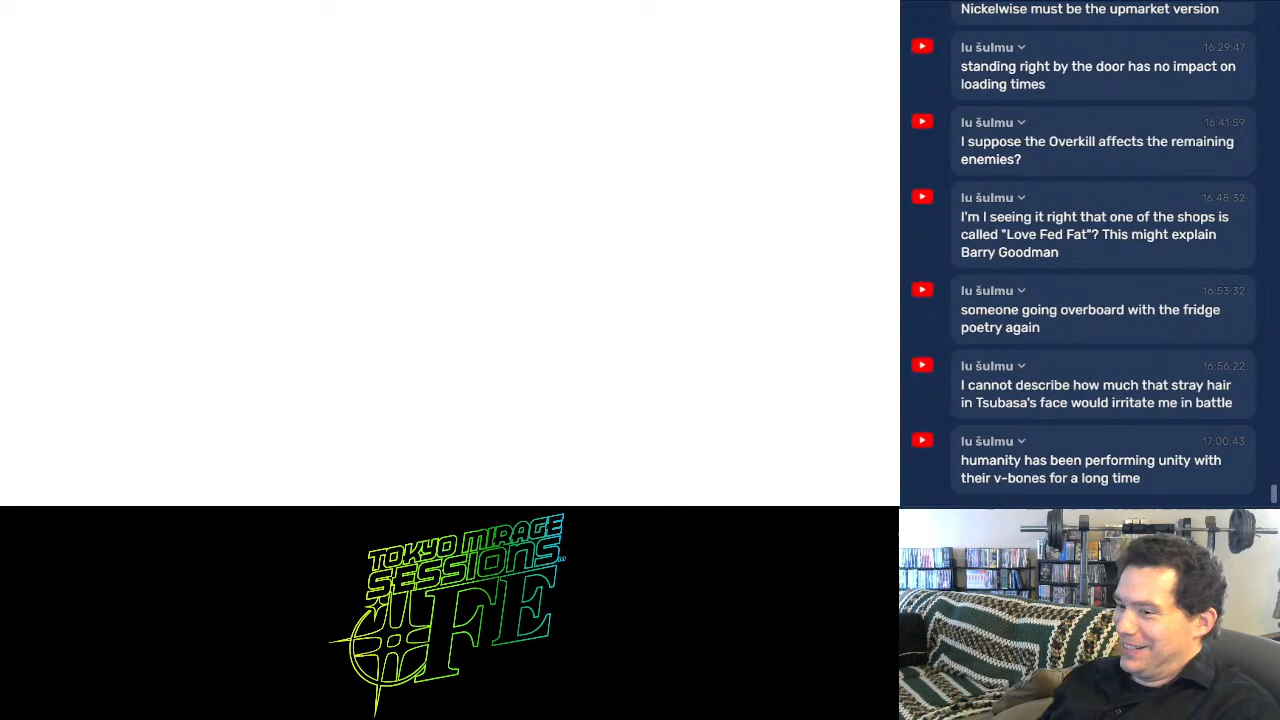 Nickelwise must be the upmarket version
lu šulmu
16:29:47
standing right by the door has no impact on
loading times
lu šulmu
16:41:59
I suppose the Overkill affects the remaining
enemies?
lu šulmu
16:48:32
I'm I seeing it right that one of the shops is
called "Love Fed Fat"? This might explain
Barry Goodman
lu šulmu
16:53:32
someone going overboard with the fridge
poetry again
lu šulmu
16:56:22
I cannot describe how much that stray hair
in Tsubasa's face would irritate me in battle
lu šulmu
17:00:43
humanity has been performing unity with
their v-bones for a long time
TOKYO MIRAGE
SESSIONS
#FE